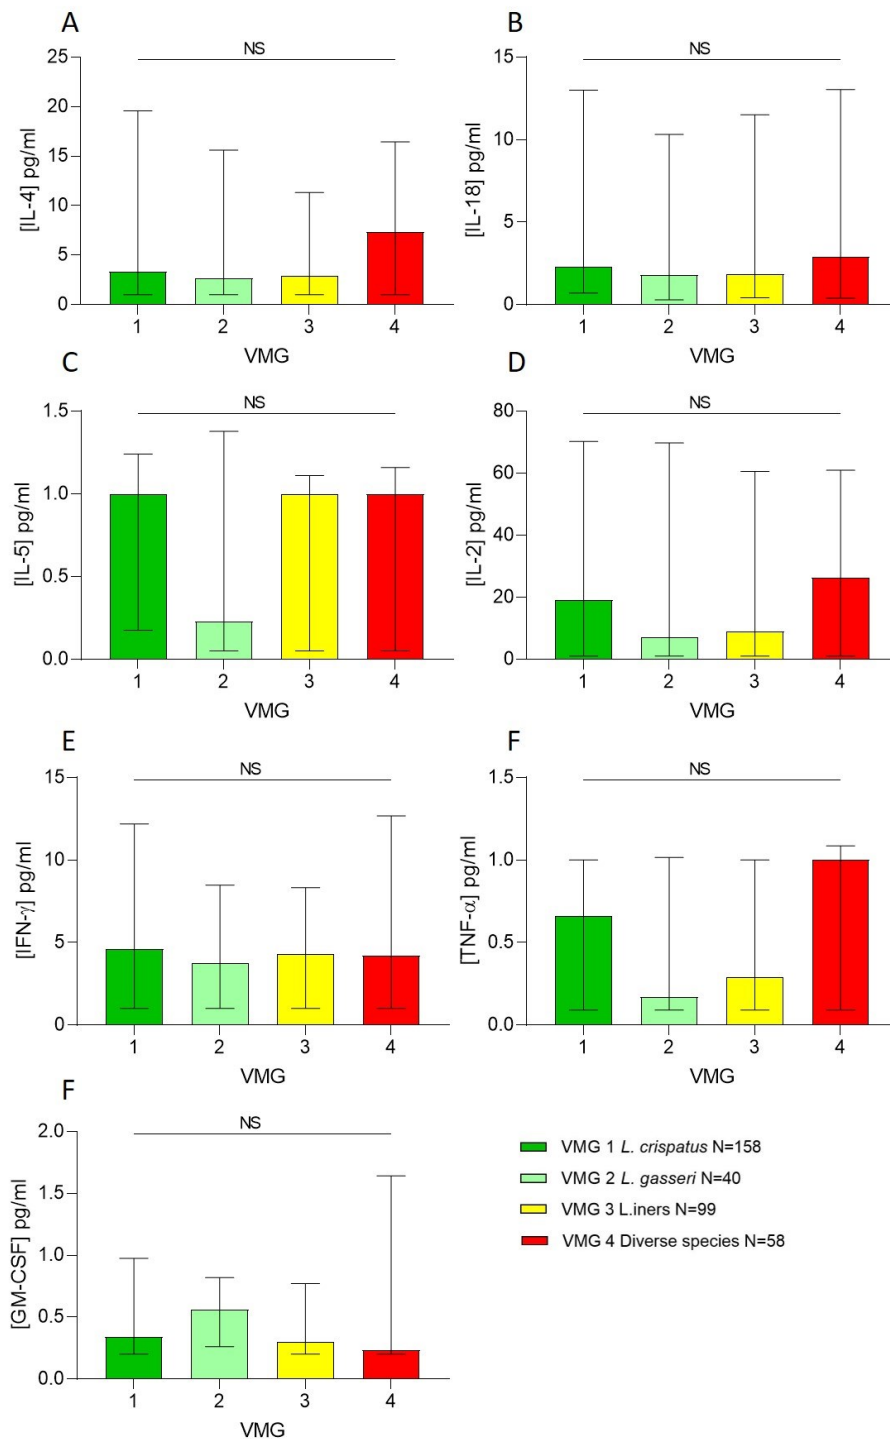 A
NS
[IL-4] pg/ml
25
20
15
10
5
0
1 2 3 4
VMG
B
NS
[IL-18] pg/ml
15
10
5
0
1 2 3 4
VMG
C
NS
[IL-5] pg/ml
1.5
1.0
0.5
0.0
1 2 3 4
VMG
D
NS
[IL-2] pg/ml
80
60
40
20
0
1 2 3 4
VMG
E
NS
[IFN-γ] pg/ml
15
10
5
0
1 2 3 4
VMG
F
NS
[TNF-α] pg/ml
1.5
1.0
0.5
0.0
1 2 3 4
VMG
F
NS
[GM-CSF] pg/ml
2.0
1.5
1.0
0.5
0.0
1 2 3 4
VMG
VMG 1 L. crispatus N=158
VMG 2 L. gasseri N=40
VMG 3 L.iners N=99
VMG 4 Diverse species N=58